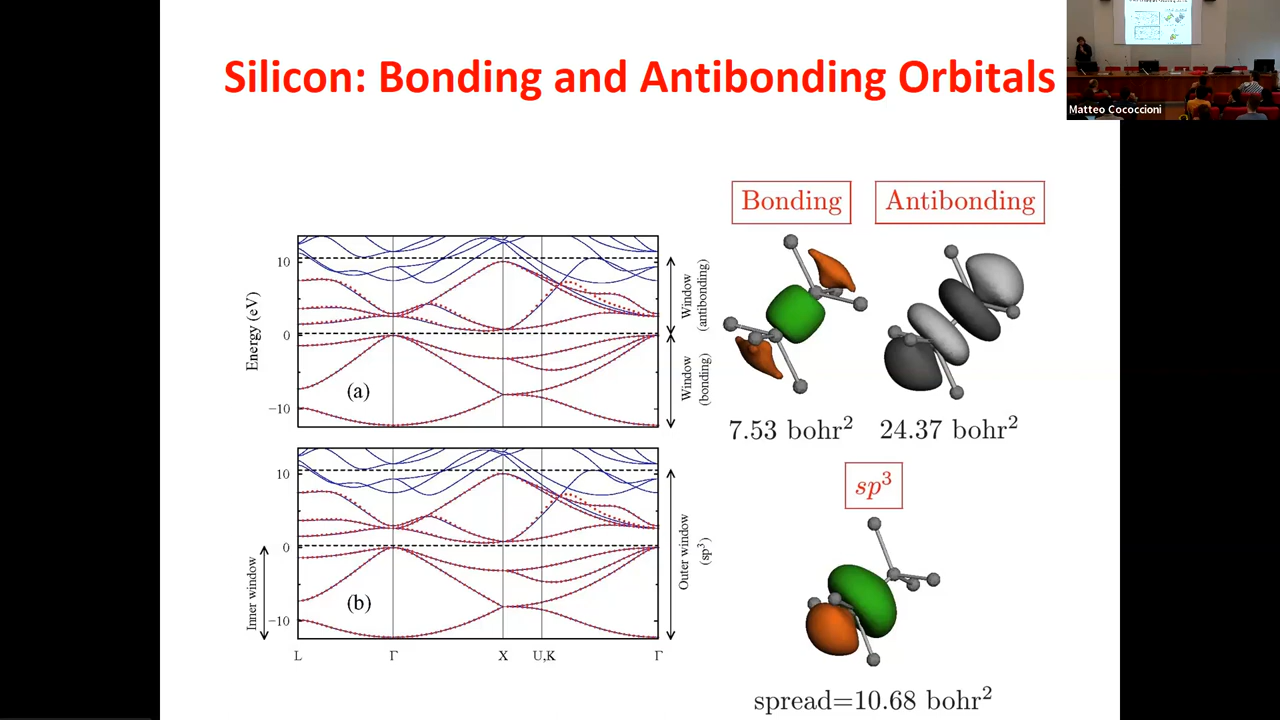 Silicon: Bonding and Antibonding Orbitals
Matteo Cococcioni
Bonding
Antibonding
7.53 bohr²
24.37 bohr²
sp³
spread=10.68 bohr²
Energy (eV)
10
0
−10
(a)
Window
(antibonding)
Window
(bonding)
10
0
−10
(b)
Inner window
Outer window
(sp³)
L Γ X U,K Γ